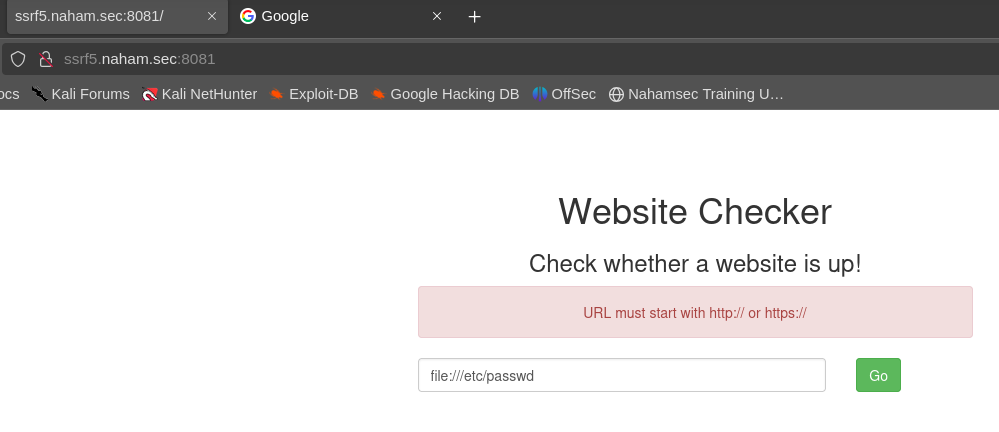 ssrf5.naham.sec:8081/ Google
ssrf5.naham.sec:8081
ocs Kali Forums Kali NetHunter Exploit-DB Google Hacking DB OffSec Nahamsec Training U…
Website Checker
Check whether a website is up!
URL must start with http:// or https://
file:///etc/passwd Go